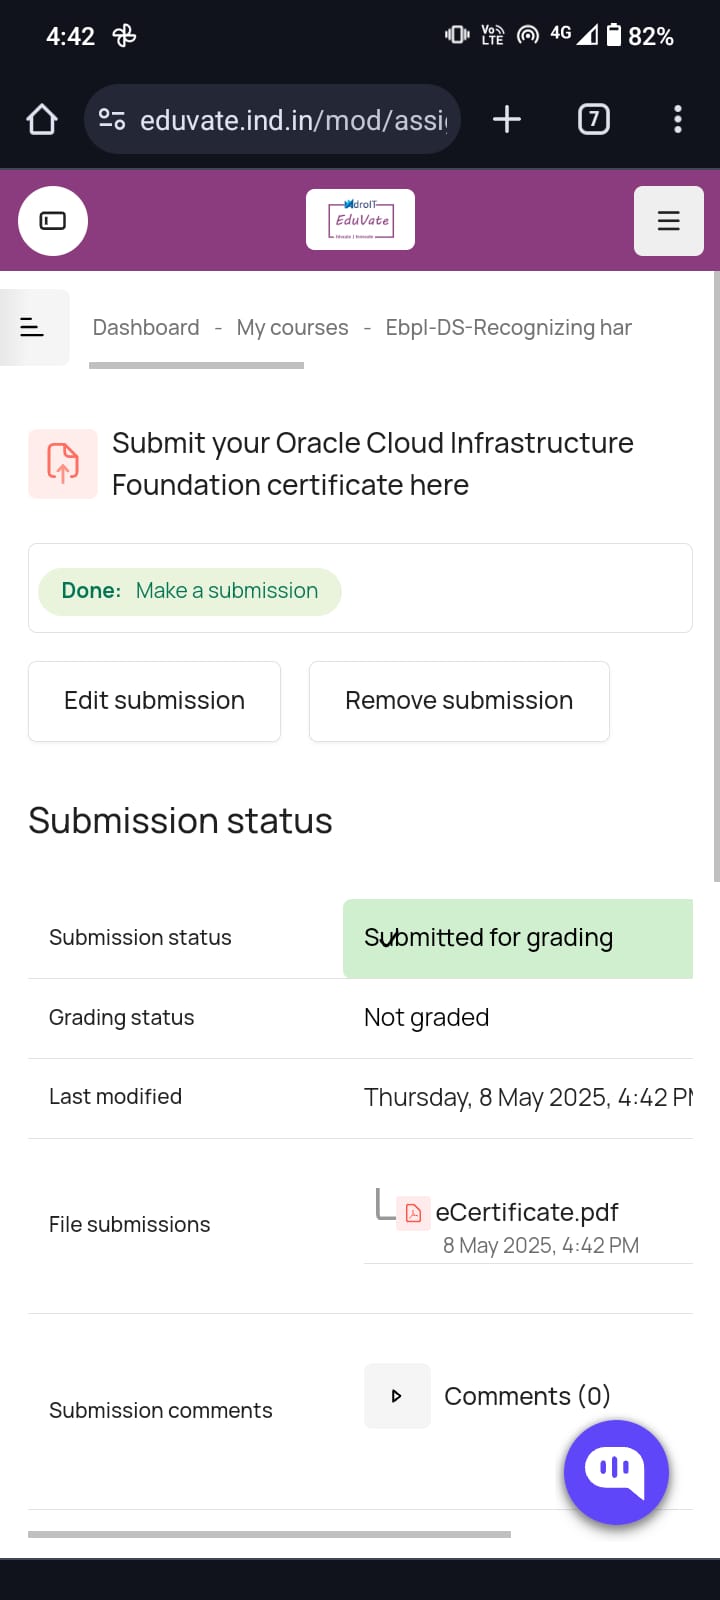 4:42 Vo LTE 4G 82%
eduvate.ind.in/mod/assi 7
droIT
EduVate
Dashboard - My courses - Ebpl-DS-Recognizing har
Submit your Oracle Cloud Infrastructure
Foundation certificate here
Done: Make a submission
Edit submission Remove submission
Submission status
Submission status Submitted for grading
Grading status Not graded
Last modified Thursday, 8 May 2025, 4:42 PM
File submissions eCertificate.pdf
8 May 2025, 4:42 PM
Submission comments Comments (0)